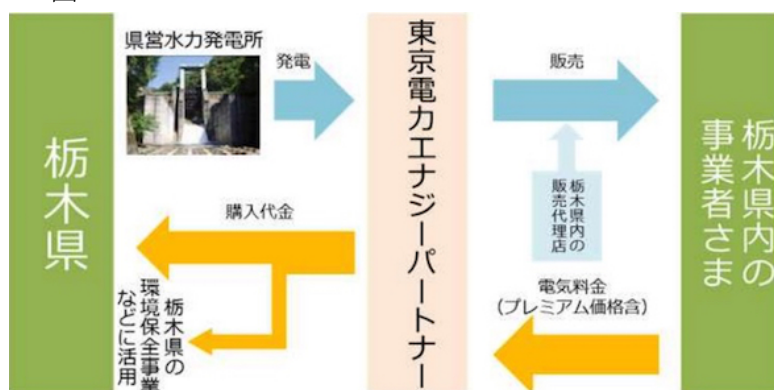 栃木県
県営水力発電所
発電
購入代金
栃木県の
環境保全事業
などに活用
東京電力エナジーパートナー
販売
栃木県内の
販売代理店
電気料金
(プレミアム価格含)
栃木県内の
事業者さま